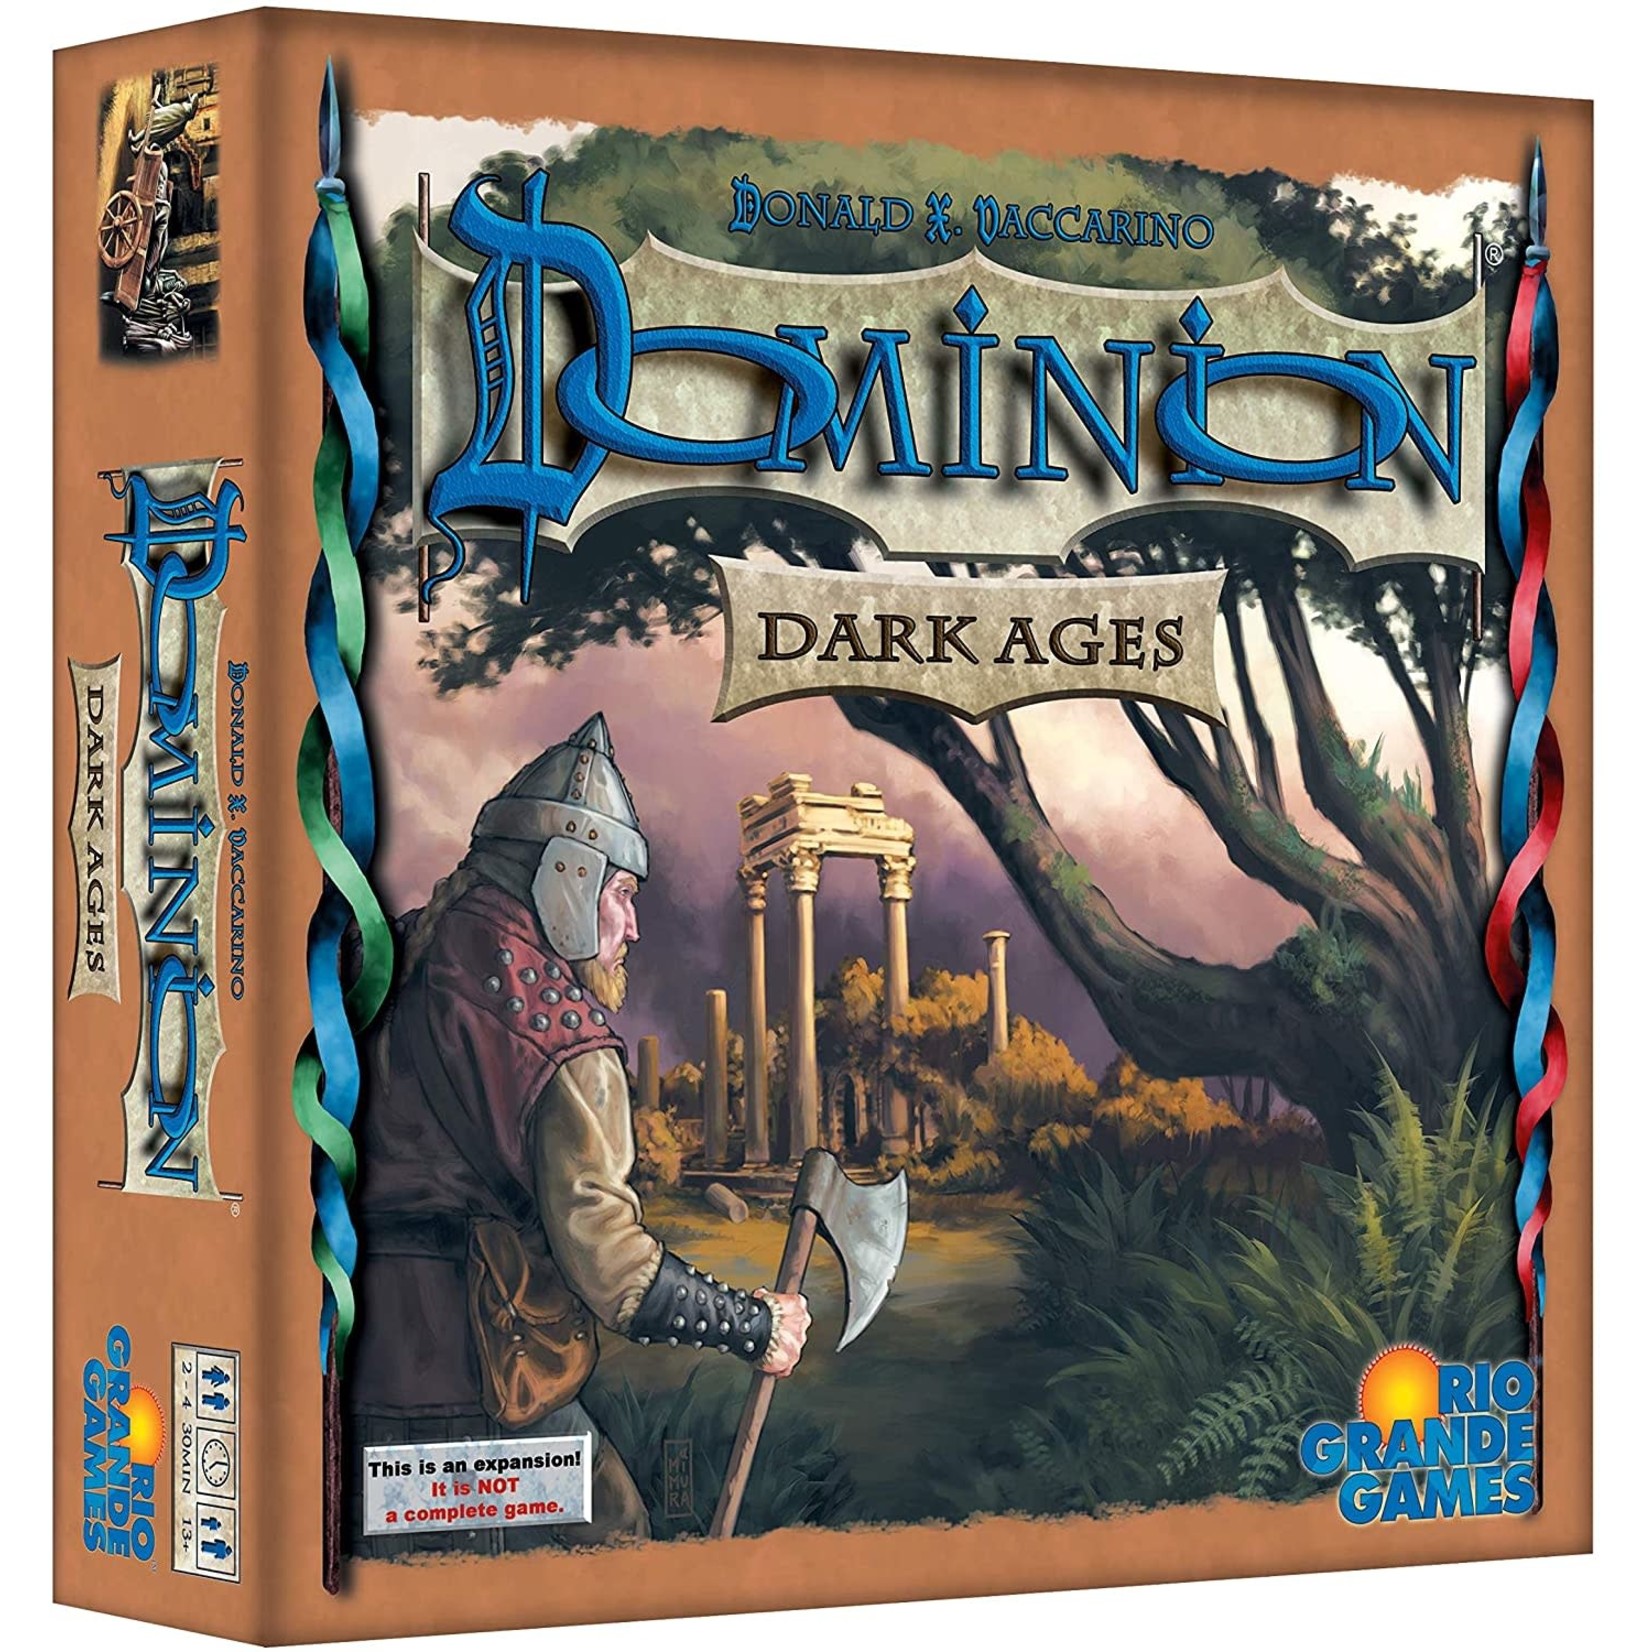 DONALD X. VACCARINO
DOMINION
®
DARK AGES
This is an expansion!
It is NOT
a complete game.
KIMURA
RIO
GRANDE
GAMES
DONALD X. VACCARINO
DOMINION
®
DARK AGES
RIO
GRANDE
GAMES
2 - 4 30MIN 13+